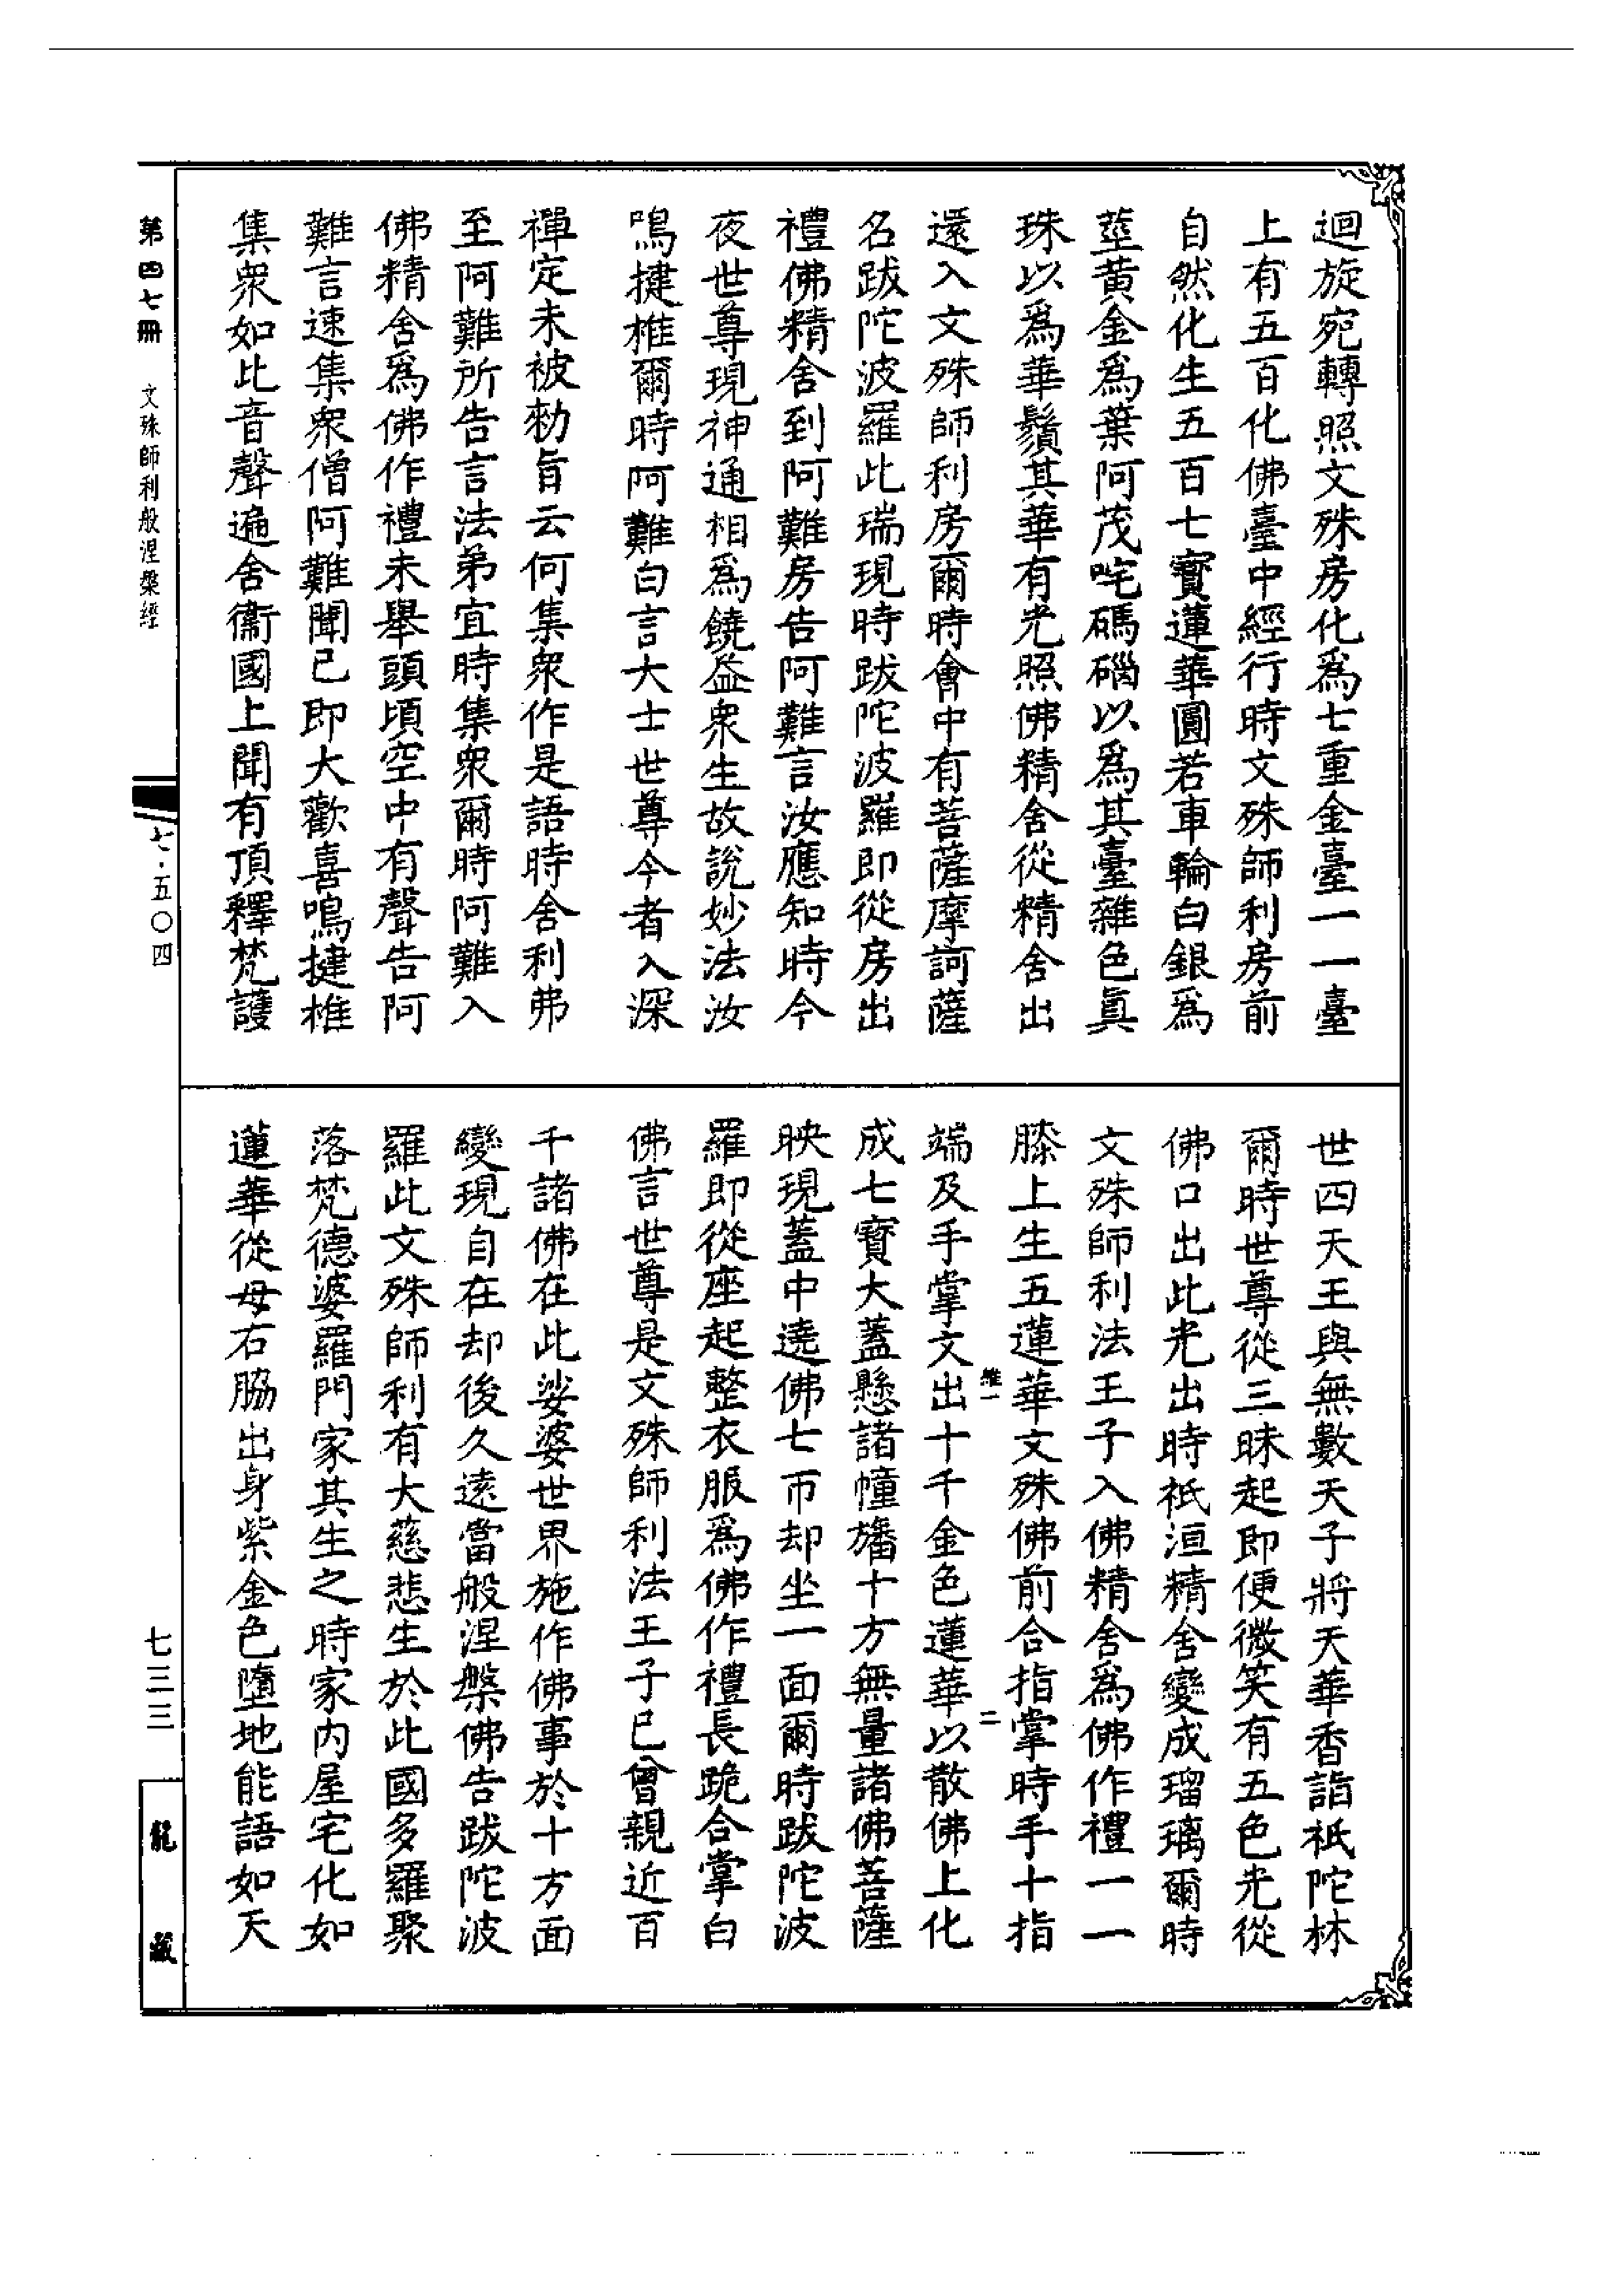 迴旋宛轉照文殊房化爲七重金臺一一臺
上有五百化佛臺中經行時文殊師利房前
自然化生五百七寶蓮華圓若車輪白銀爲
莖黃金爲葉阿茂咤碼碯以爲其臺雜色眞
珠以爲華鬚其華有光照佛精舍從精舍出
還入文殊師利房爾時會中有菩薩摩訶薩
名跋陀波羅此瑞現時跋陀波羅即從房出
禮佛精舍到阿難房告阿難言汝應知時今
夜世尊現神通相爲饒益衆生故說妙法汝
鳴揵椎爾時阿難白言大士世尊今者入深
禪定未被勑旨云何集衆作是語時舍利弗
至阿難所告言法弟宜時集衆爾時阿難入
佛精舍爲佛作禮未舉頭頃空中有聲告阿
難言速集衆僧阿難聞已即大歡喜鳴揵椎
集衆如此音聲遍舍衞國上聞有頂釋梵護
世四天王與無數天子將天華香詣祇陀林
爾時世尊從三昧起即便微笑有五色光從
佛口出此光出時祇洹精舍變成瑠璃爾時
文殊師利法王子入佛精舍爲佛作禮一一
膝上生五蓮華文殊佛前合指掌時手十指
維一 二
端及手掌文出十千金色蓮華以散佛上化
成七寶大蓋懸諸幢旛十方無量諸佛菩薩
映現蓋中遶佛七帀却坐一面爾時跋陀波
羅即從座起整衣服爲佛作禮長跪合掌白
佛言世尊是文殊師利法王子已曾親近百
千諸佛在此娑婆世界施作佛事於十方面
變現自在却後久遠當般涅槃佛告跋陀波
羅此文殊師利有大慈悲生於此國多羅聚
落梵德婆羅門家其生之時家內屋宅化如
蓮華從母右脇出身紫金色墮地能語如天
第四七冊 文殊師利般涅槃經
七·五〇四
七三三
龍藏